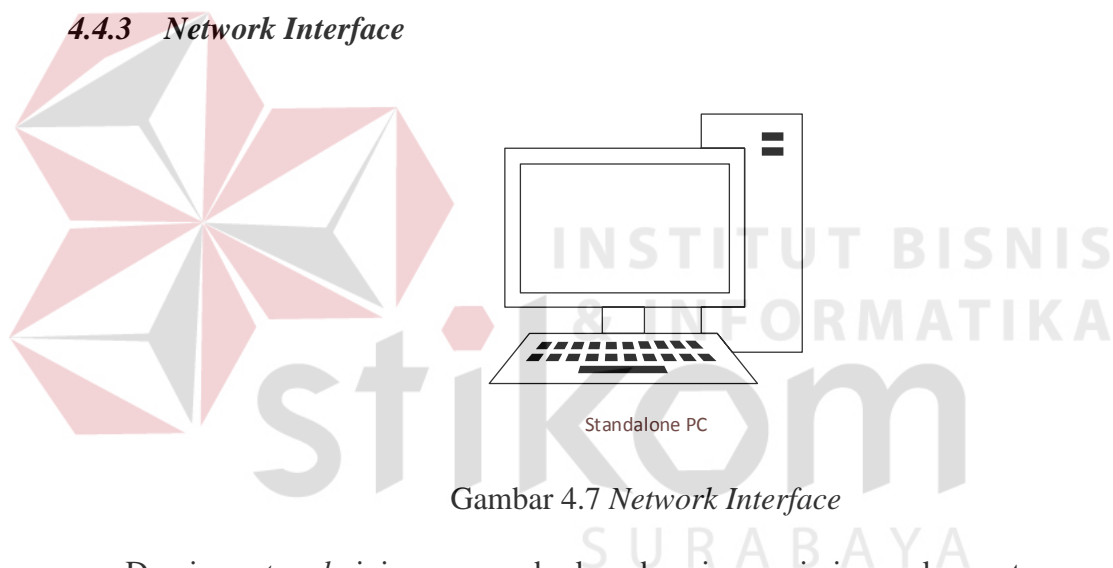 4.4.3 Network Interface
INSTITUT BISNIS
& INFORMATIKA
stikom
Standalone PC
Gambar 4.7 Network Interface
SURABAYA